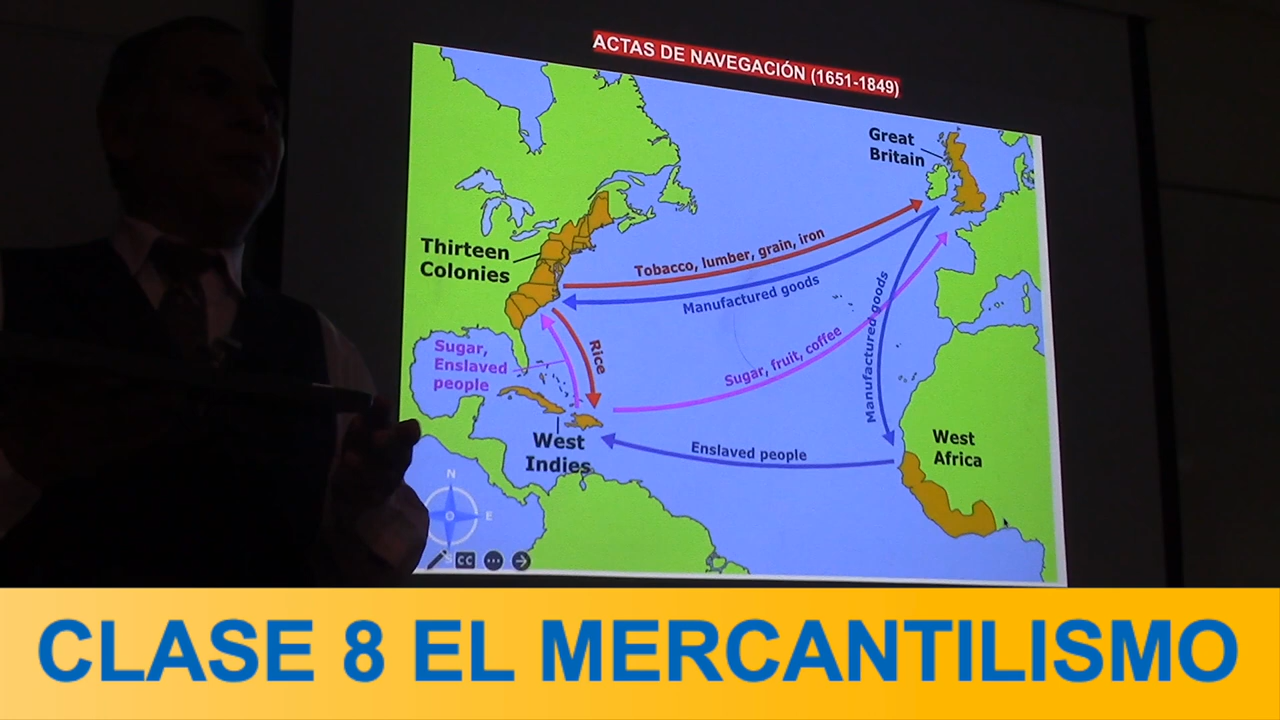 ACTAS DE NAVEGACIÓN (1651-1849)
Great
Britain
Thirteen
Colonies
Tobacco, lumber, grain, iron
Manufactured goods
Manufactured goods
Rice
Sugar,
Enslaved
people
Sugar, fruit, coffee
West
Indies
Enslaved people
West
Africa
N
E
S
CC
CLASE 8 EL MERCANTILISMO